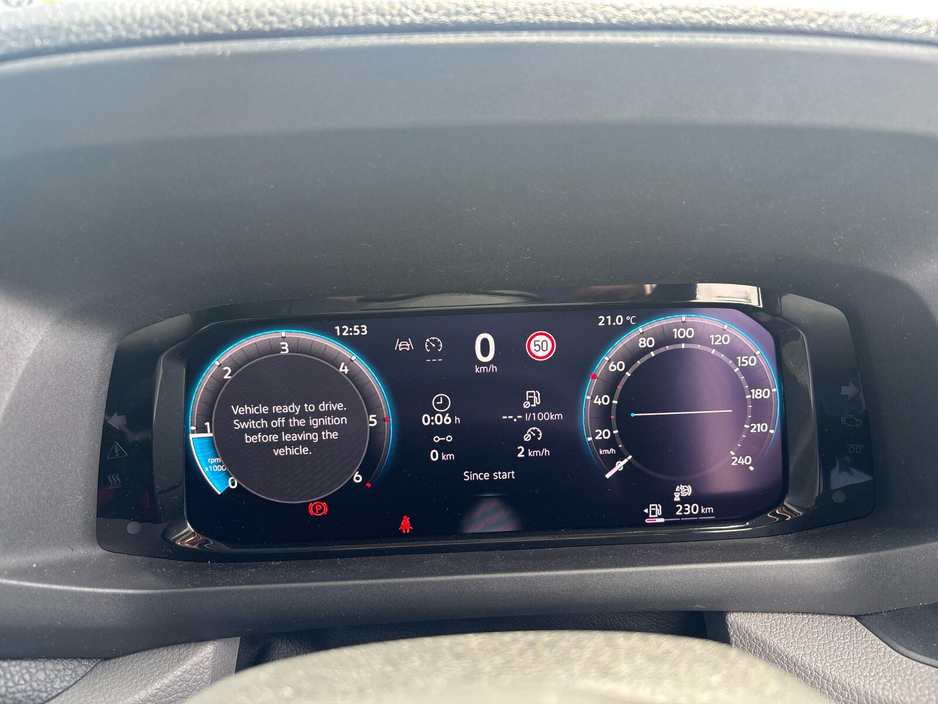 12:53
21.0 °C
0
km/h
50
1
2
3
4
5
6
0
rpm
x1000
Vehicle ready to drive.
Switch off the ignition
before leaving the
vehicle.
0:06 h
-.- l/100km
0 km
2 km/h
Since start
0
20
40
60
80
100
120
150
180
210
240
km/h
P
230 km